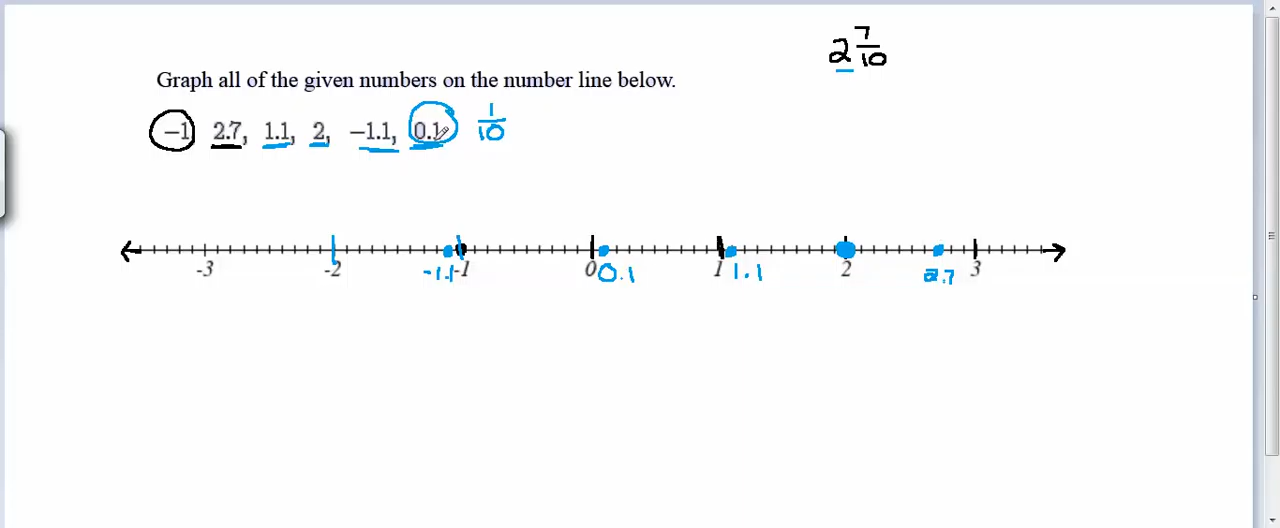 2 7/10
Graph all of the given numbers on the number line below.
−1 2.7, 1.1, 2, −1.1, 0.1 1/10
-3 -2 -1 0 1 2 3
-1.1 0.1 1.1 2.7